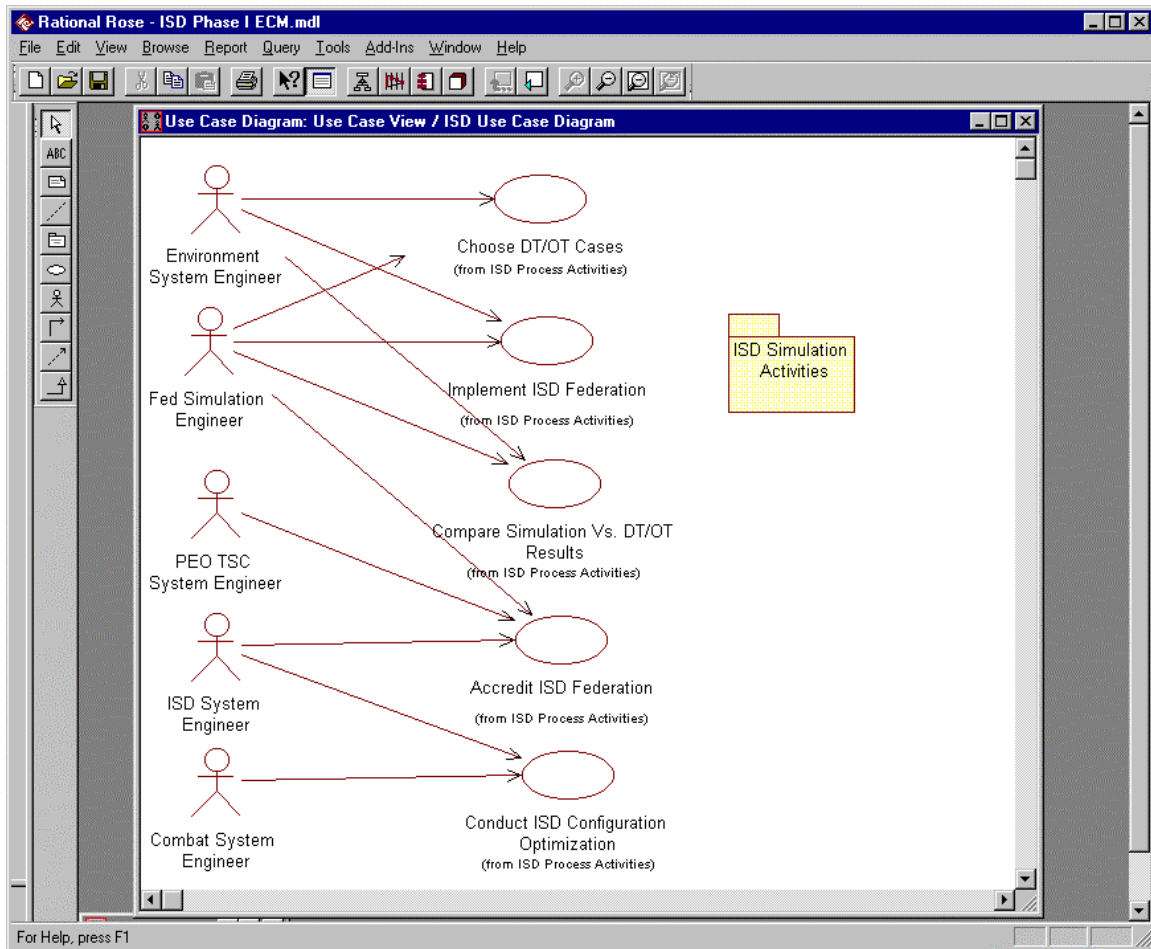 Rational Rose - ISD Phase I ECM.mdl
File Edit View Browse Report Query Tools Add-Ins Window Help
ABC
Use Case Diagram: Use Case View / ISD Use Case Diagram
Environment
System Engineer
Choose DT/OT Cases
(from ISD Process Activities)
Fed Simulation
Engineer
Implement ISD Federation
(from ISD Process Activities)
ISD Simulation
Activities
PEO TSC
System Engineer
Compare Simulation Vs. DT/OT
Results
(from ISD Process Activities)
ISD System
Engineer
Accredit ISD Federation
(from ISD Process Activities)
Combat System
Engineer
Conduct ISD Configuration
Optimization
(from ISD Process Activities)
For Help, press F1